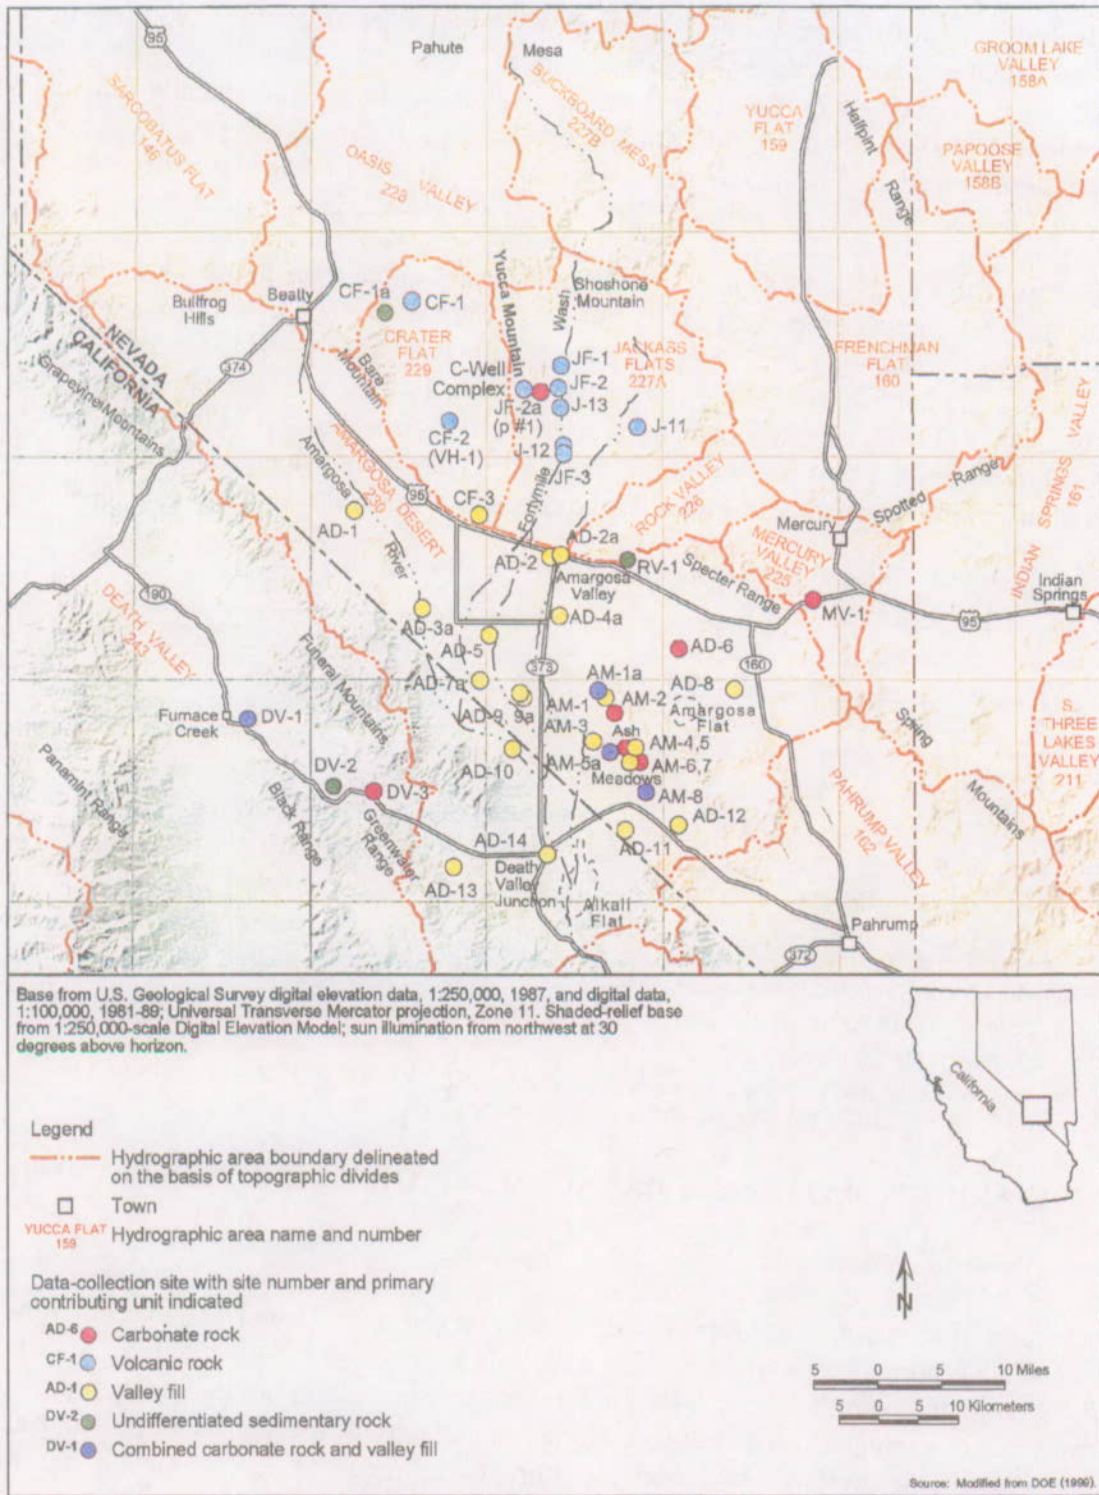 95
Pahute
Mesa
GROOM LAKE
VALLEY
158A
SARCOBATUS FLAT
146
BUCKBOARD MESA
227B
YUCCA
FLAT
159
Halfpint
Range
PAPOOSE
VALLEY
158B
OASIS VALLEY
228
Yucca Mountain
Wash
Shoshone
Mountain
Bullfrog
Hills
Beatty
CF-1a
CF-1
NEVADA
CALIFORNIA
374
Grapevine Mountains
Bare
Mountain
CRATER
FLAT
229
C-Well
Complex
JF-1
JF-2
JF-2a
(p #1)
J-13
JACKASS
FLATS
227A
J-11
FRENCHMAN
FLAT
160
CF-2
(VH-1)
J-12
JF-3
Fortymile
INDIAN SPRINGS VALLEY
161
AMARGOSA DESERT
230
95
Amargosa
River
CF-3
AD-1
ROCK VALLEY
226
Spotted Range
Mercury
MERCURY
VALLEY
225
AD-2a
AD-2
Amargosa
Valley
RV-1
Specter Range
MV-1
Indian
Springs
95
190
DEATH VALLEY
243
Funeral Mountains
AD-3a
AD-4a
AD-5
373
AD-6
160
AD-7a
AM-1a
AM-1
AM-2
AD-8
Amargosa
Flat
AD-9, 9a
AM-3
Ash
Meadows
AM-4,5
AM-5a
AM-6,7
AM-8
AD-10
Spring
Mountains
S.
THREE
LAKES
VALLEY
211
Furnace
Creek
DV-1
DV-2
DV-3
Panamint Range
Black Range
Greenwater
Range
AD-14
AD-12
AD-11
AD-13
Death
Valley
Junction
Alkali
Flat
PAHRUMP VALLEY
162
Pahrump
372
Base from U.S. Geological Survey digital elevation data, 1:250,000, 1987, and digital data,
1:100,000, 1981-89; Universal Transverse Mercator projection, Zone 11. Shaded-relief base
from 1:250,000-scale Digital Elevation Model; sun illumination from northwest at 30
degrees above horizon.
California
Legend
Hydrographic area boundary delineated
on the basis of topographic divides
Town
YUCCA FLAT
159
Hydrographic area name and number
Data-collection site with site number and primary
contributing unit indicated
AD-6 Carbonate rock
CF-1 Volcanic rock
AD-1 Valley fill
DV-2 Undifferentiated sedimentary rock
DV-1 Combined carbonate rock and valley fill
N
5 0 5 10 Miles
5 0 5 10 Kilometers
Source: Modified from DOE (1999).